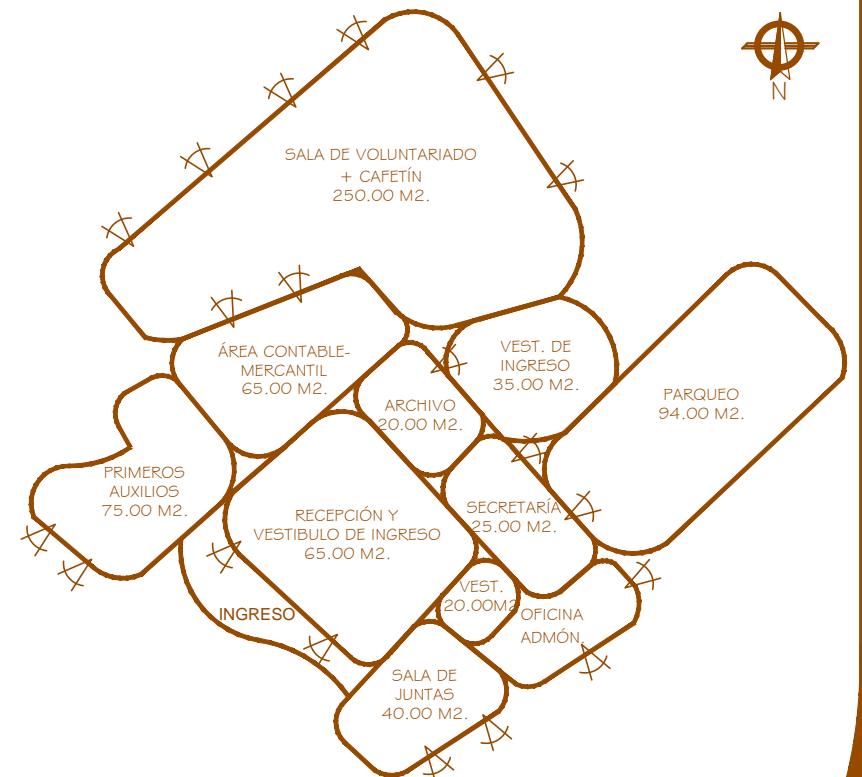 N
SALA DE VOLUNTARIADO
+ CAFETÍN
250.00 M2.
ÁREA CONTABLE-
MERCANTIL
65.00 M2.
VEST. DE
INGRESO
35.00 M2.
PARQUEO
94.00 M2.
ARCHIVO
20.00 M2.
PRIMEROS
AUXILIOS
75.00 M2.
RECEPCIÓN Y
VESTIBULO DE INGRESO
65.00 M2.
SECRETARÍA
25.00 M2.
VEST.
20.00M2
INGRESO
OFICINA
ADMÓN.
SALA DE
JUNTAS
40.00 M2.